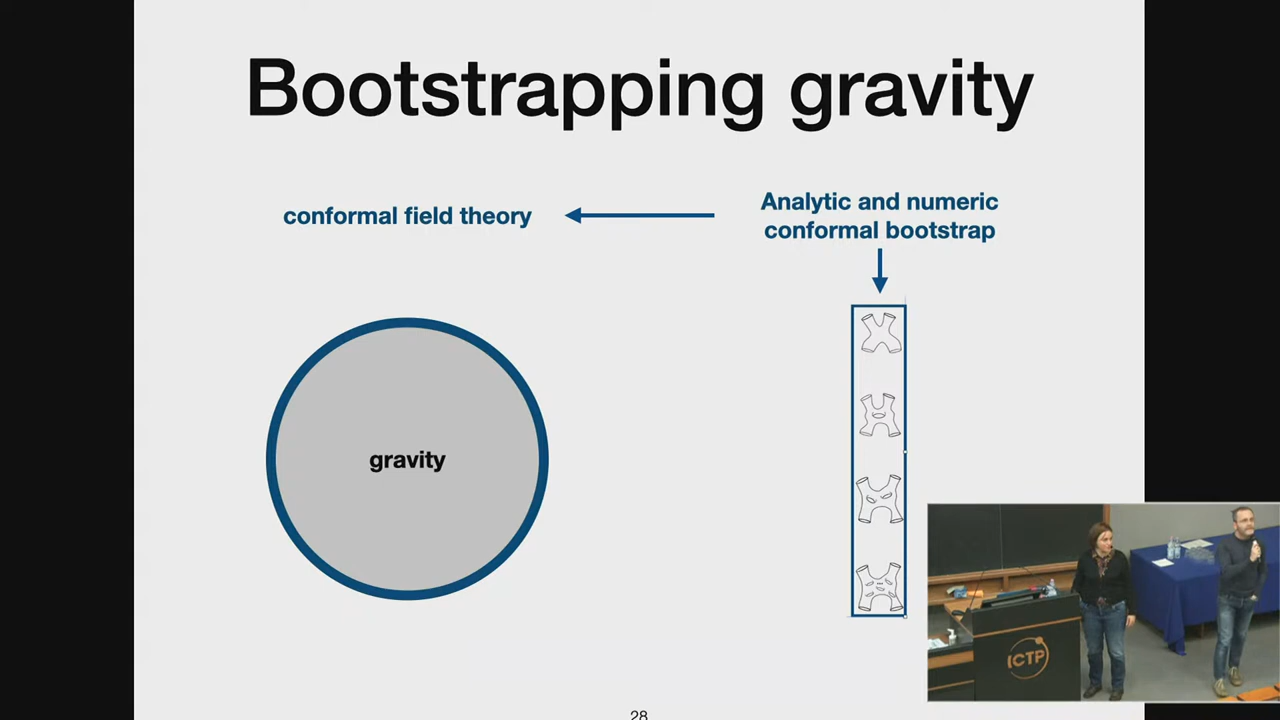 Bootstrapping gravity
conformal field theory
Analytic and numeric
conformal bootstrap
gravity
ICTP
28